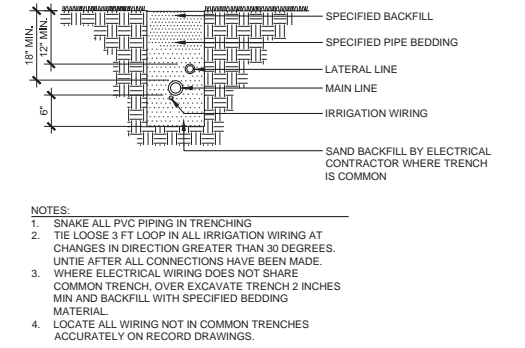 SPECIFIED BACKFILL
SPECIFIED PIPE BEDDING
LATERAL LINE
MAIN LINE
IRRIGATION WIRING
SAND BACKFILL BY ELECTRICAL
CONTRACTOR WHERE TRENCH
IS COMMON
18" MIN.
12" MIN.
6"
NOTES:
1. SNAKE ALL PVC PIPING IN TRENCHING
2. TIE LOOSE 3 FT LOOP IN ALL IRRIGATION WIRING AT
CHANGES IN DIRECTION GREATER THAN 30 DEGREES.
UNTIE AFTER ALL CONNECTIONS HAVE BEEN MADE.
3. WHERE ELECTRICAL WIRING DOES NOT SHARE
COMMON TRENCH, OVER EXCAVATE TRENCH 2 INCHES
MIN AND BACKFILL WITH SPECIFIED BEDDING
MATERIAL.
4. LOCATE ALL WIRING NOT IN COMMON TRENCHES
ACCURATELY ON RECORD DRAWINGS.